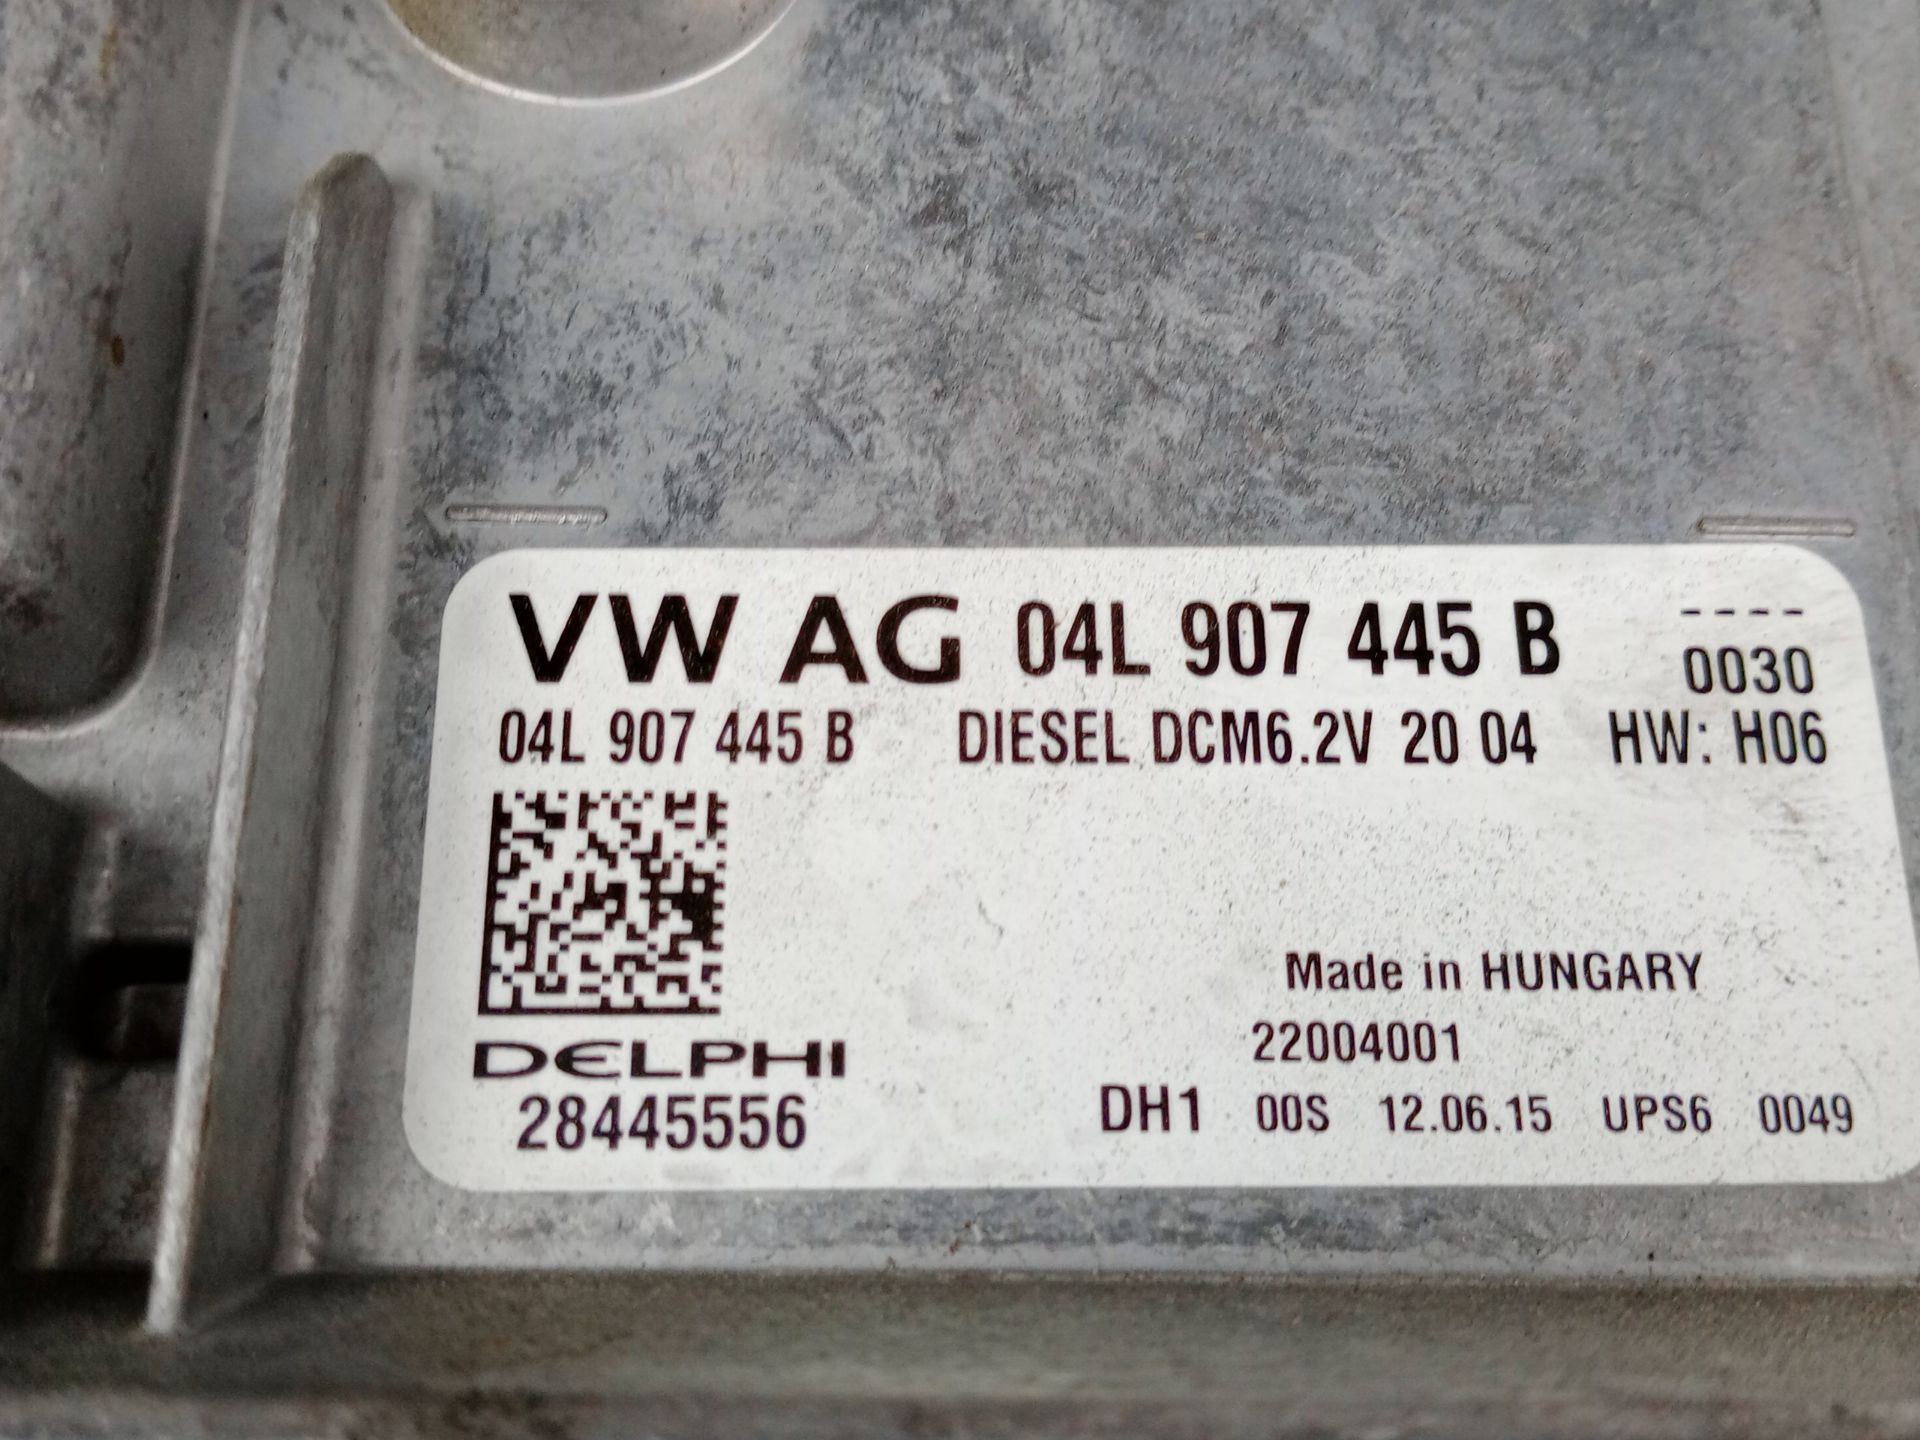 VW AG 04L 907 445 B
----
0030
04L 907 445 B DIESEL DCM6.2V 20 04 HW: H06
Made in HUNGARY
22004001
DELPHI
28445556
DH1 00S 12.06.15 UPS6 0049